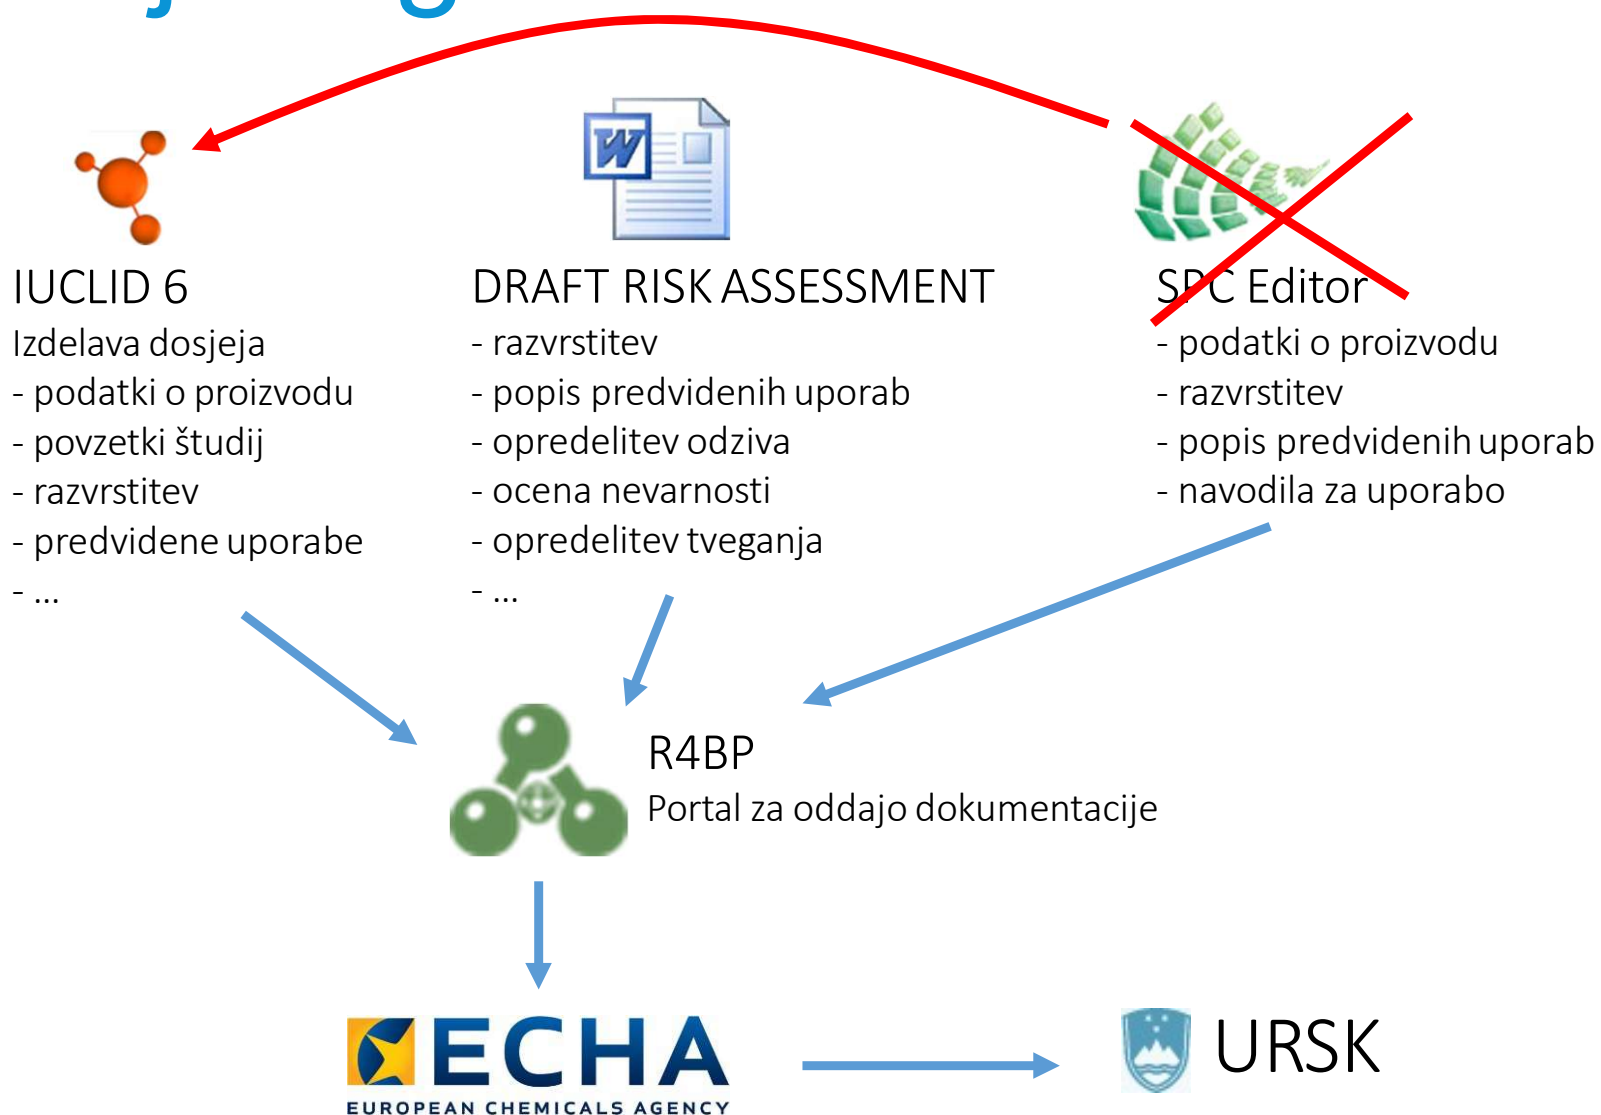 IUCLID 6
Izdelava dosjeja
- podatki o proizvodu
- povzetki študij
- razvrstitev
- predvidene uporabe
- ...
W
DRAFT RISK ASSESSMENT
- razvrstitev
- popis predvidenih uporab
- opredelitev odziva
- ocena nevarnosti
- opredelitev tveganja
- ...
SPC Editor
- podatki o proizvodu
- razvrstitev
- popis predvidenih uporab
- navodila za uporabo
R4BP
Portal za oddajo dokumentacije
ECHA
EUROPEAN CHEMICALS AGENCY
URSK